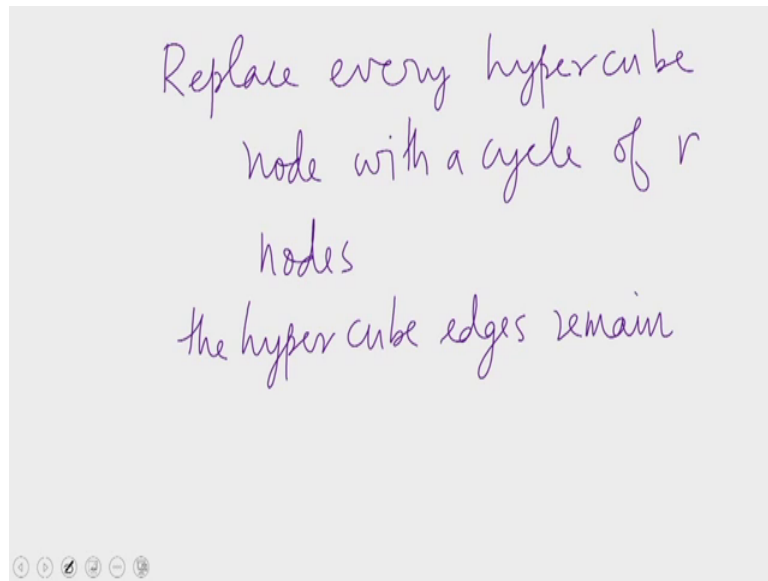 Replace every hypercube
node with a cycle of r
nodes
the hypercube edges remain